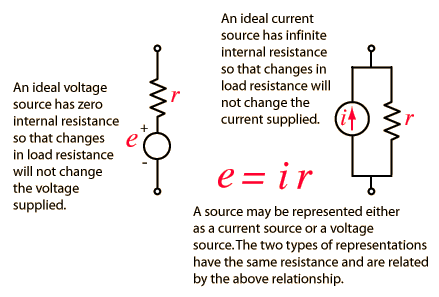 An ideal voltage
source has zero
internal resistance
so that changes
in load resistance
will not change
the voltage
supplied.
r
+
e
-
An ideal current
source has infinite
internal resistance
so that changes in
load resistance will
not change the
current supplied.
i
r
e = i r
A source may be represented either
as a current source or a voltage
source.The two types of representations
have the same resistance and are related
by the above relationship.